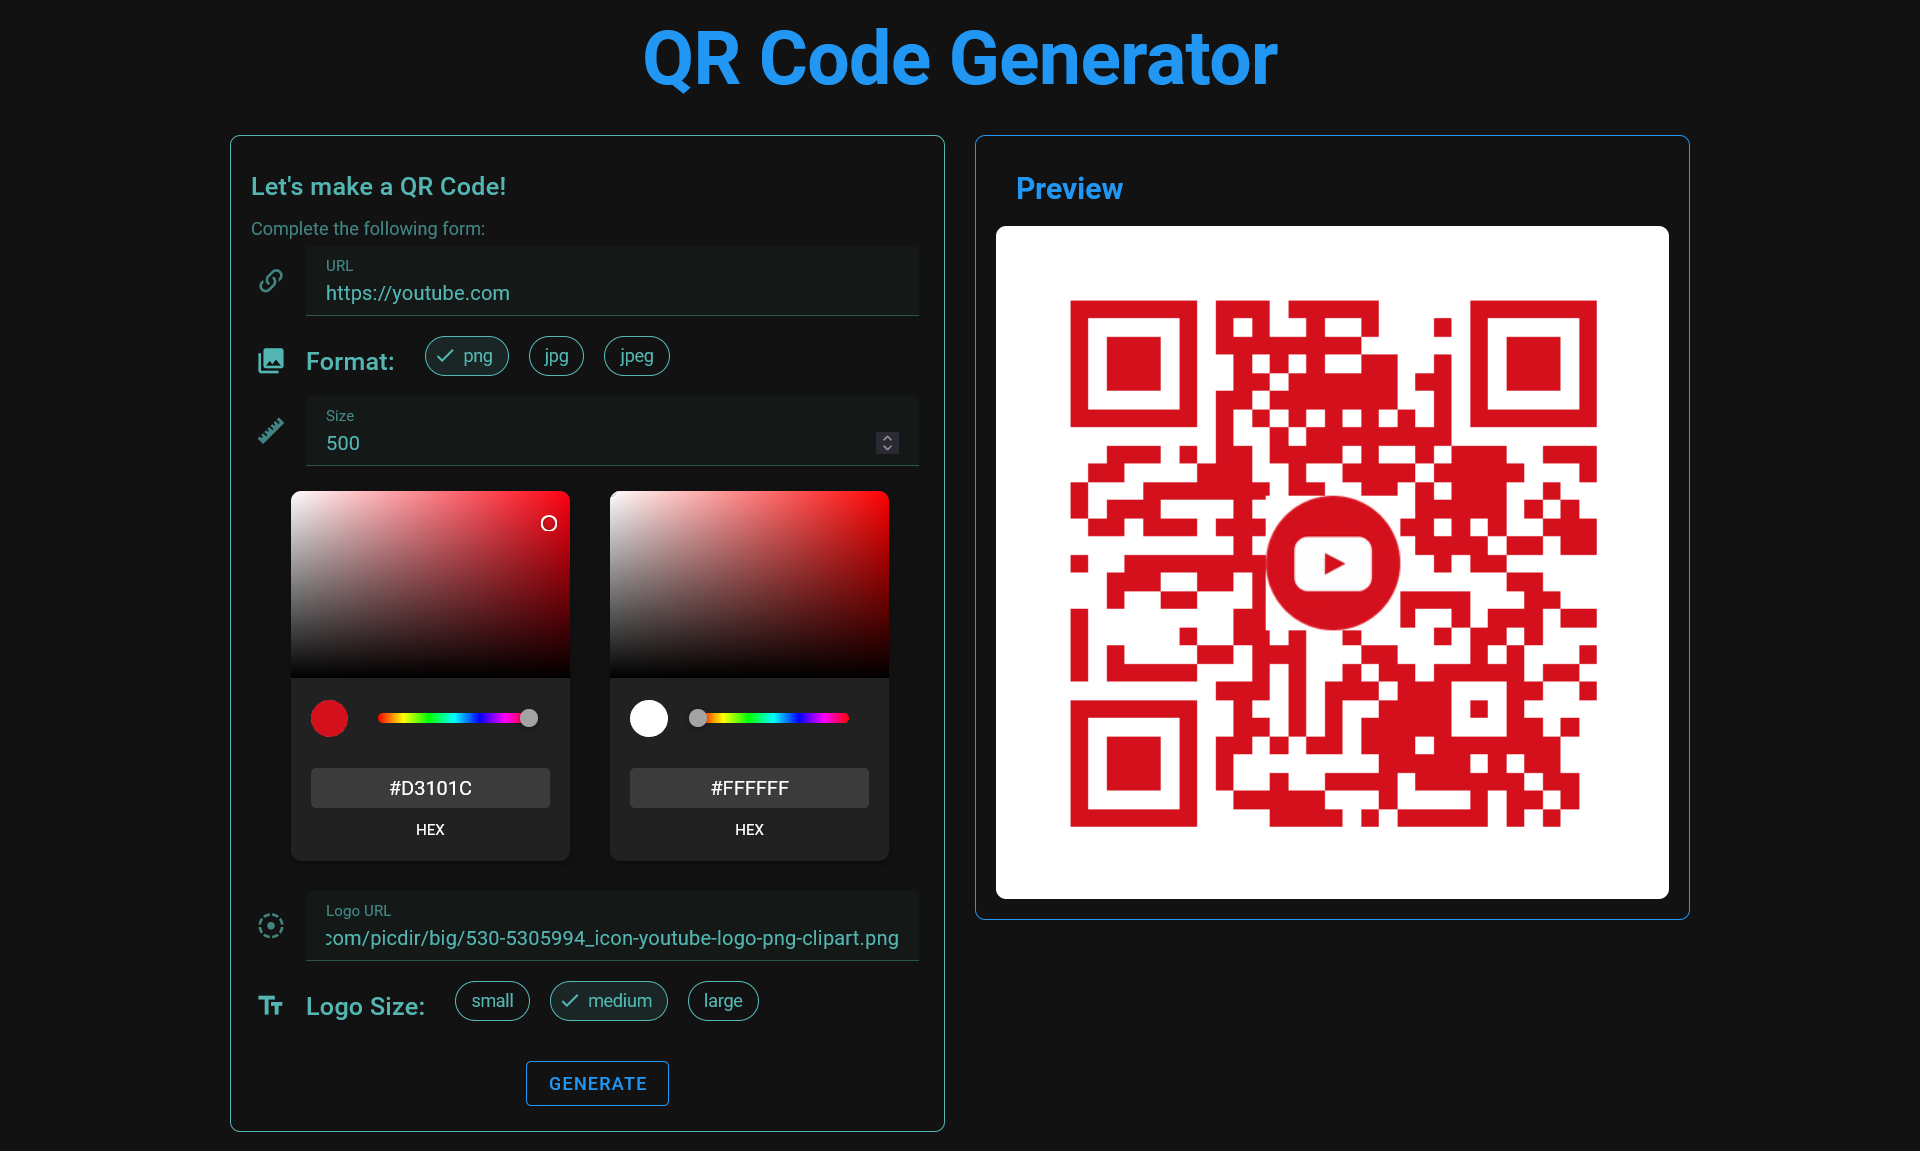 QR Code Generator
Let's make a QR Code!
Complete the following form:
URL
https://youtube.com
Format:
png
jpg
jpeg
Size
500
#D3101C
HEX
#FFFFFF
HEX
Logo URL
com/picdir/big/530-5305994_icon-youtube-logo-png-clipart.png
Logo Size:
small
medium
large
GENERATE
Preview